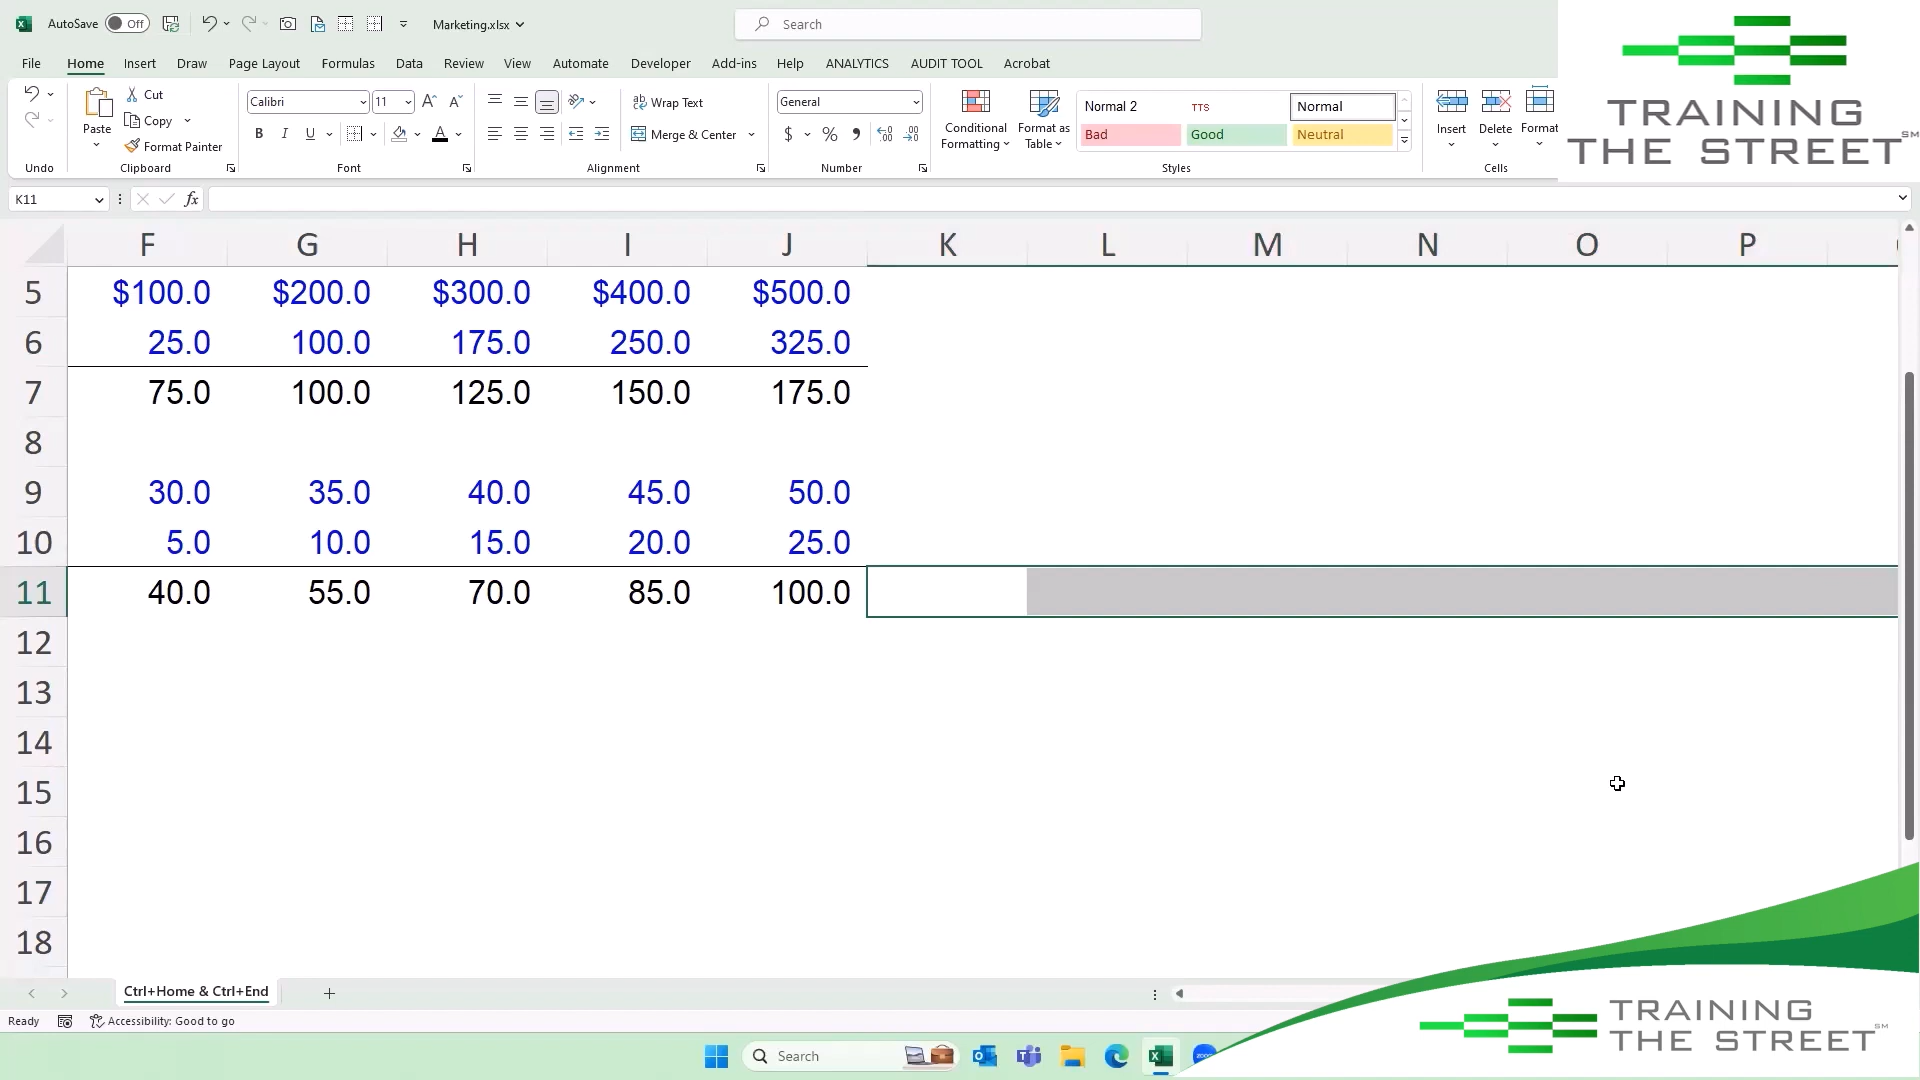 AutoSave Off Marketing.xlsx Search
TRAINING
THE STREET SM
File Home Insert Draw Page Layout Formulas Data Review View Automate Developer Add-ins Help ANALYTICS AUDIT TOOL Acrobat
Paste Cut Copy Format Painter
Calibri 11 B I U A
Wrap Text
Merge & Center
General
$ % ,
Conditional Formatting Format as Table
Normal 2 TTS Normal
Bad Good Neutral
Insert Delete Format
Undo Clipboard Font Alignment Number Styles Cells
K11 fx
F G H I J K L M N O P
5 $100.0 $200.0 $300.0 $400.0 $500.0
6 25.0 100.0 175.0 250.0 325.0
7 75.0 100.0 125.0 150.0 175.0
8
9 30.0 35.0 40.0 45.0 50.0
10 5.0 10.0 15.0 20.0 25.0
11 40.0 55.0 70.0 85.0 100.0
12
13
14
15
16
17
18
Ctrl+Home & Ctrl+End
Ready Accessibility: Good to go
TRAINING
THE STREET SM
Search zoom